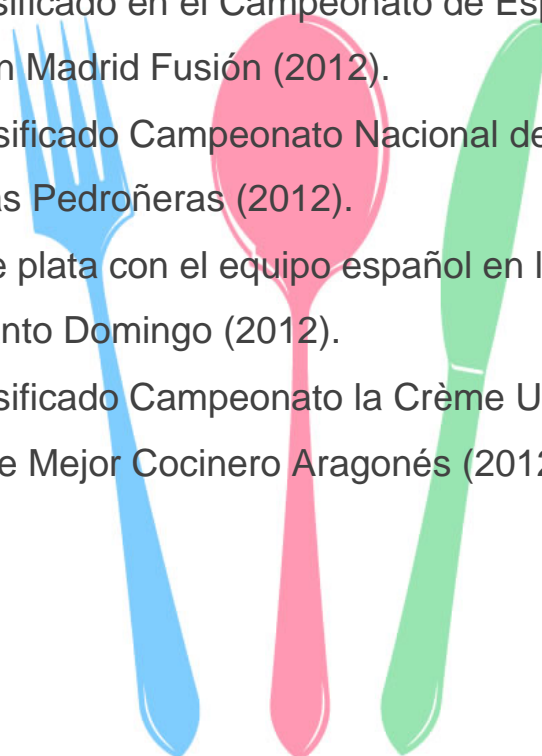 sificado en el Campeonato de Esp
n Madrid Fusión (2012).
sificado Campeonato Nacional de
s Pedroñeras (2012).
e plata con el equipo español en l
nto Domingo (2012).
sificado Campeonato la Crème U
e Mejor Cocinero Aragonés (2012